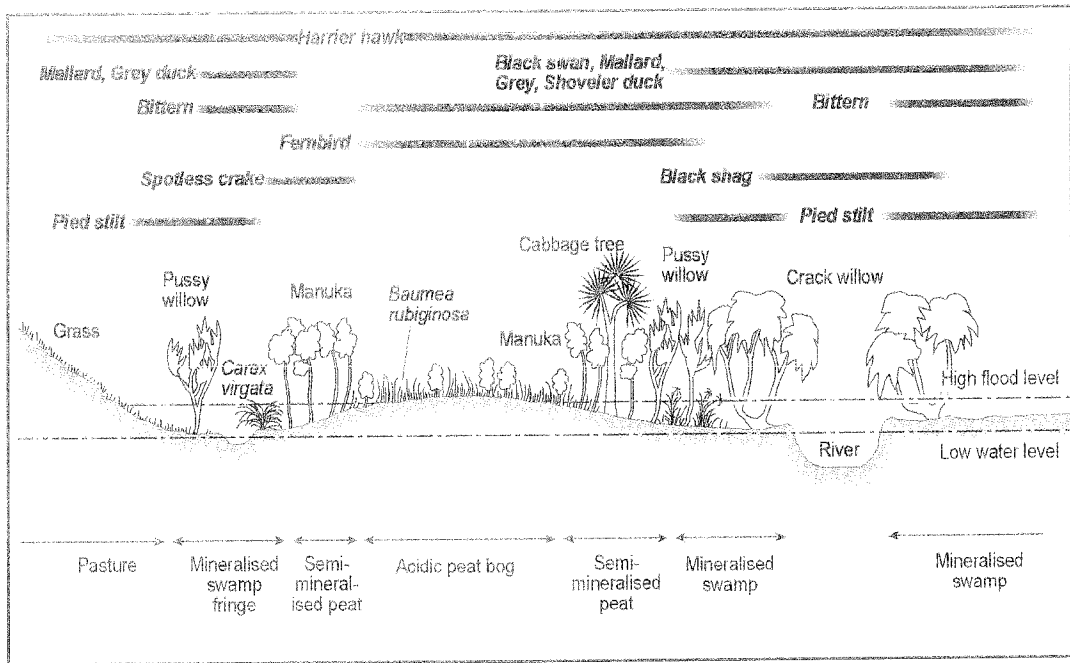 Harrier hawk
Mallard, Grey duck
Black swan, Mallard,
Grey, Shoveler duck
Bittern
Bittern
Fernbird
Spotless crake
Black shag
Pied stilt
Pied stilt
Cabbage tree
Pussy
willow
Manuka
Baumea
rubiginosa
Pussy
willow
Crack willow
Grass
Manuka
Carex
virgata
High flood level
River
Low water level
Pasture
Mineralised
swamp
fringe
Semi-
mineral-
ised peat
Acidic peat bog
Semi-
mineralised
peat
Mineralised
swamp
Mineralised
swamp